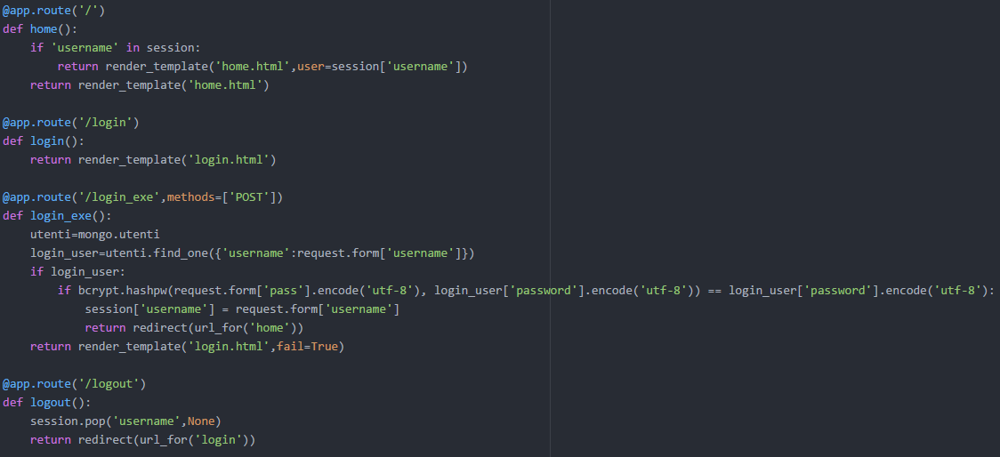 @app.route('/')
def home():
    if 'username' in session:
        return render_template('home.html',user=session['username'])
    return render_template('home.html')

@app.route('/login')
def login():
    return render_template('login.html')

@app.route('/login_exe',methods=['POST'])
def login_exe():
    utenti=mongo.utenti
    login_user=utenti.find_one({'username':request.form['username']})
    if login_user:
        if bcrypt.hashpw(request.form['pass'].encode('utf-8'), login_user['password'].encode('utf-8')) == login_user['password'].encode('utf-8'):
            session['username'] = request.form['username']
            return redirect(url_for('home'))
    return render_template('login.html',fail=True)

@app.route('/logout')
def logout():
    session.pop('username',None)
    return redirect(url_for('login'))